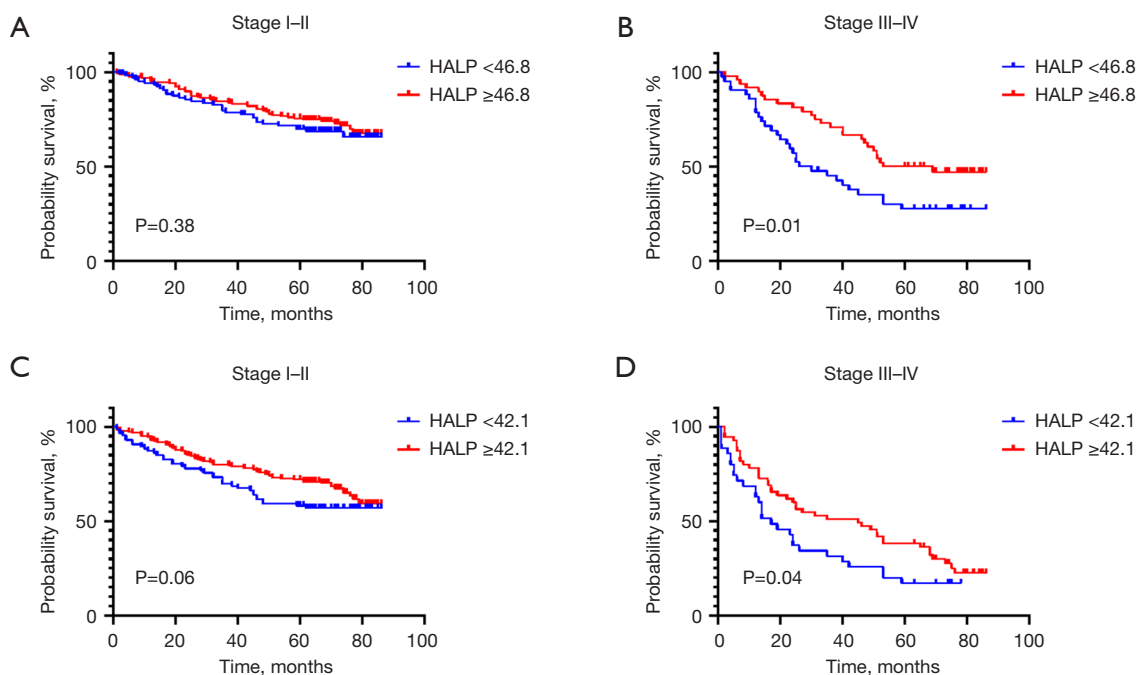 A
Stage I–II
Probability survival, %
100
50
0
HALP <46.8
HALP ≥46.8
P=0.38
0 20 40 60 80 100
Time, months
B
Stage III–IV
Probability survival, %
100
50
0
HALP <46.8
HALP ≥46.8
P=0.01
0 20 40 60 80 100
Time, months
C
Stage I–II
Probability survival, %
100
50
0
HALP <42.1
HALP ≥42.1
P=0.06
0 20 40 60 80 100
Time, months
D
Stage III–IV
Probability survival, %
100
50
0
HALP <42.1
HALP ≥42.1
P=0.04
0 20 40 60 80 100
Time, months